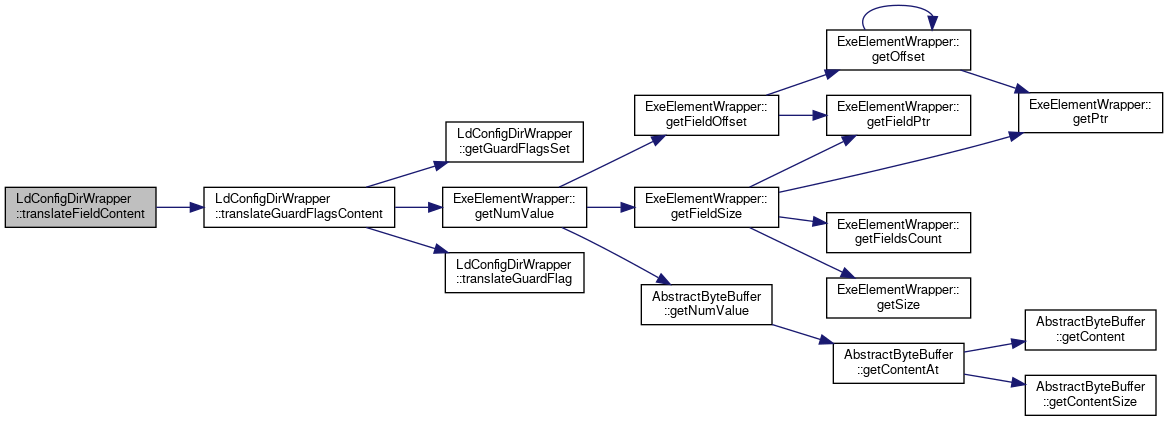 LdConfigDirWrapper
::translateFieldContent
LdConfigDirWrapper
::translateGuardFlagsContent
LdConfigDirWrapper
::getGuardFlagsSet
ExeElementWrapper::
getNumValue
LdConfigDirWrapper
::translateGuardFlag
ExeElementWrapper::
getFieldOffset
ExeElementWrapper::
getFieldSize
AbstractByteBuffer
::getNumValue
ExeElementWrapper::
getOffset
ExeElementWrapper::
getFieldPtr
ExeElementWrapper::
getFieldsCount
ExeElementWrapper::
getSize
AbstractByteBuffer
::getContentAt
ExeElementWrapper::
getPtr
AbstractByteBuffer
::getContent
AbstractByteBuffer
::getContentSize